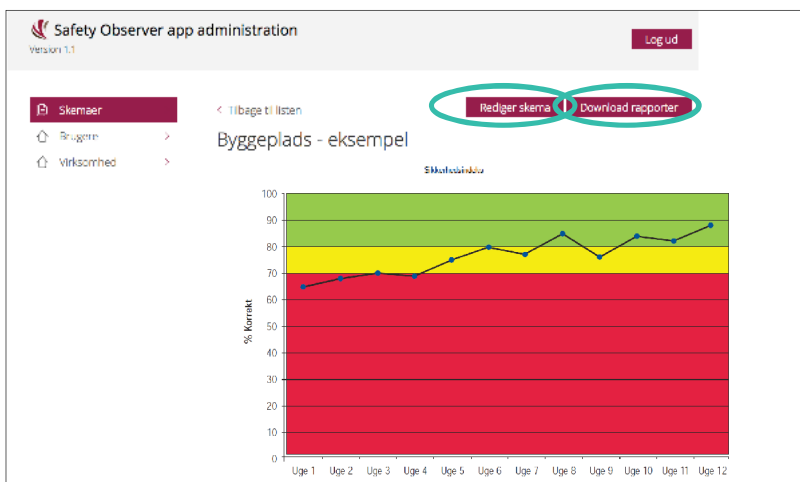 Safety Observer app administration
Version 1.1
Log ud
Skemaer
Brugere
Virksomhed
< Tilbage til listen
Rediger skema
Download rapporter
Byggeplads - eksempel
Sikkerhedsindeks
% Korrekt
100
90
80
70
60
50
40
30
20
10
0
Uge 1 Uge 2 Uge 3 Uge 4 Uge 5 Uge 6 Uge 7 Uge 8 Uge 9 Uge 10 Uge 11 Uge 12